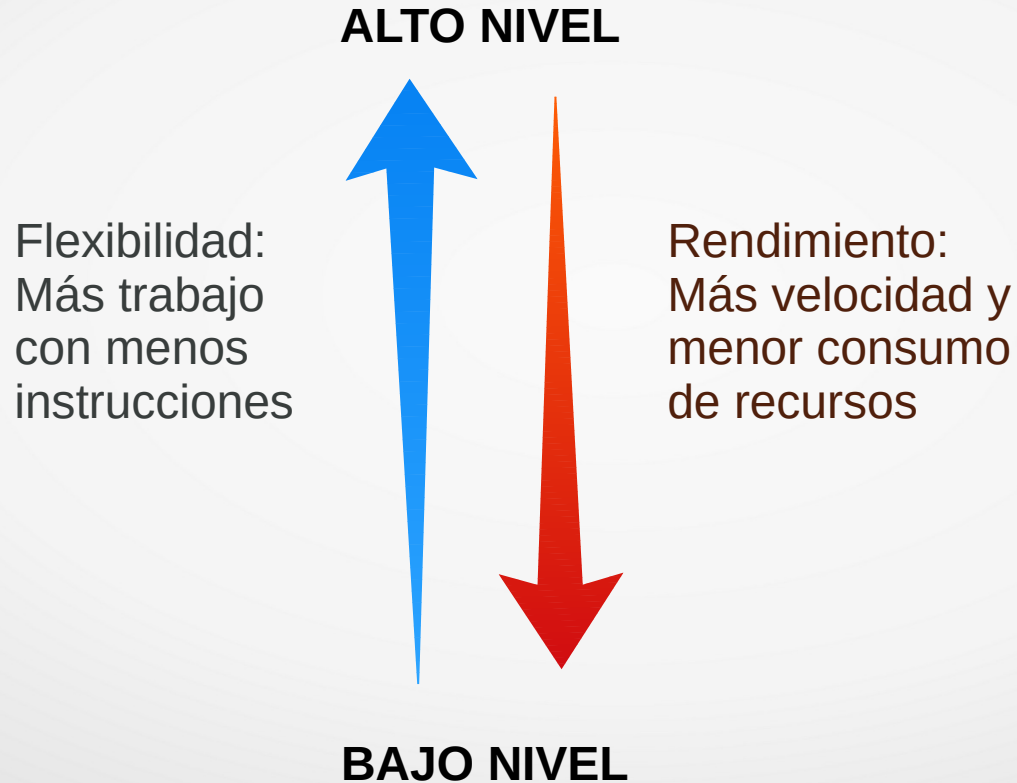 ALTO NIVEL
Flexibilidad:
Más trabajo
con menos
instrucciones
Rendimiento:
Más velocidad y
menor consumo
de recursos
BAJO NIVEL